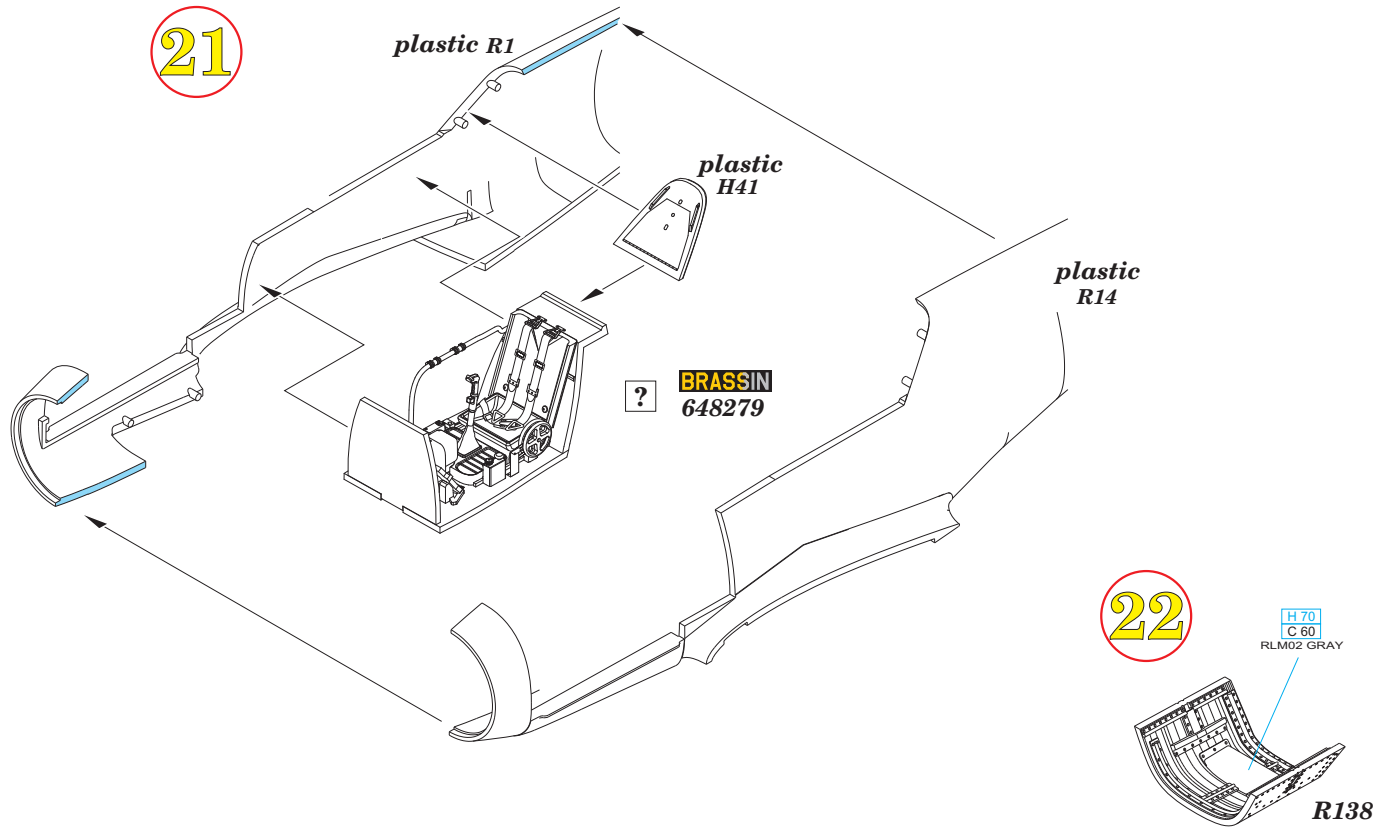 21
plastic R1
plastic
H41
plastic
R14
?
BRASSIN
648279
22
H 70
C 60
RLM02 GRAY
R138